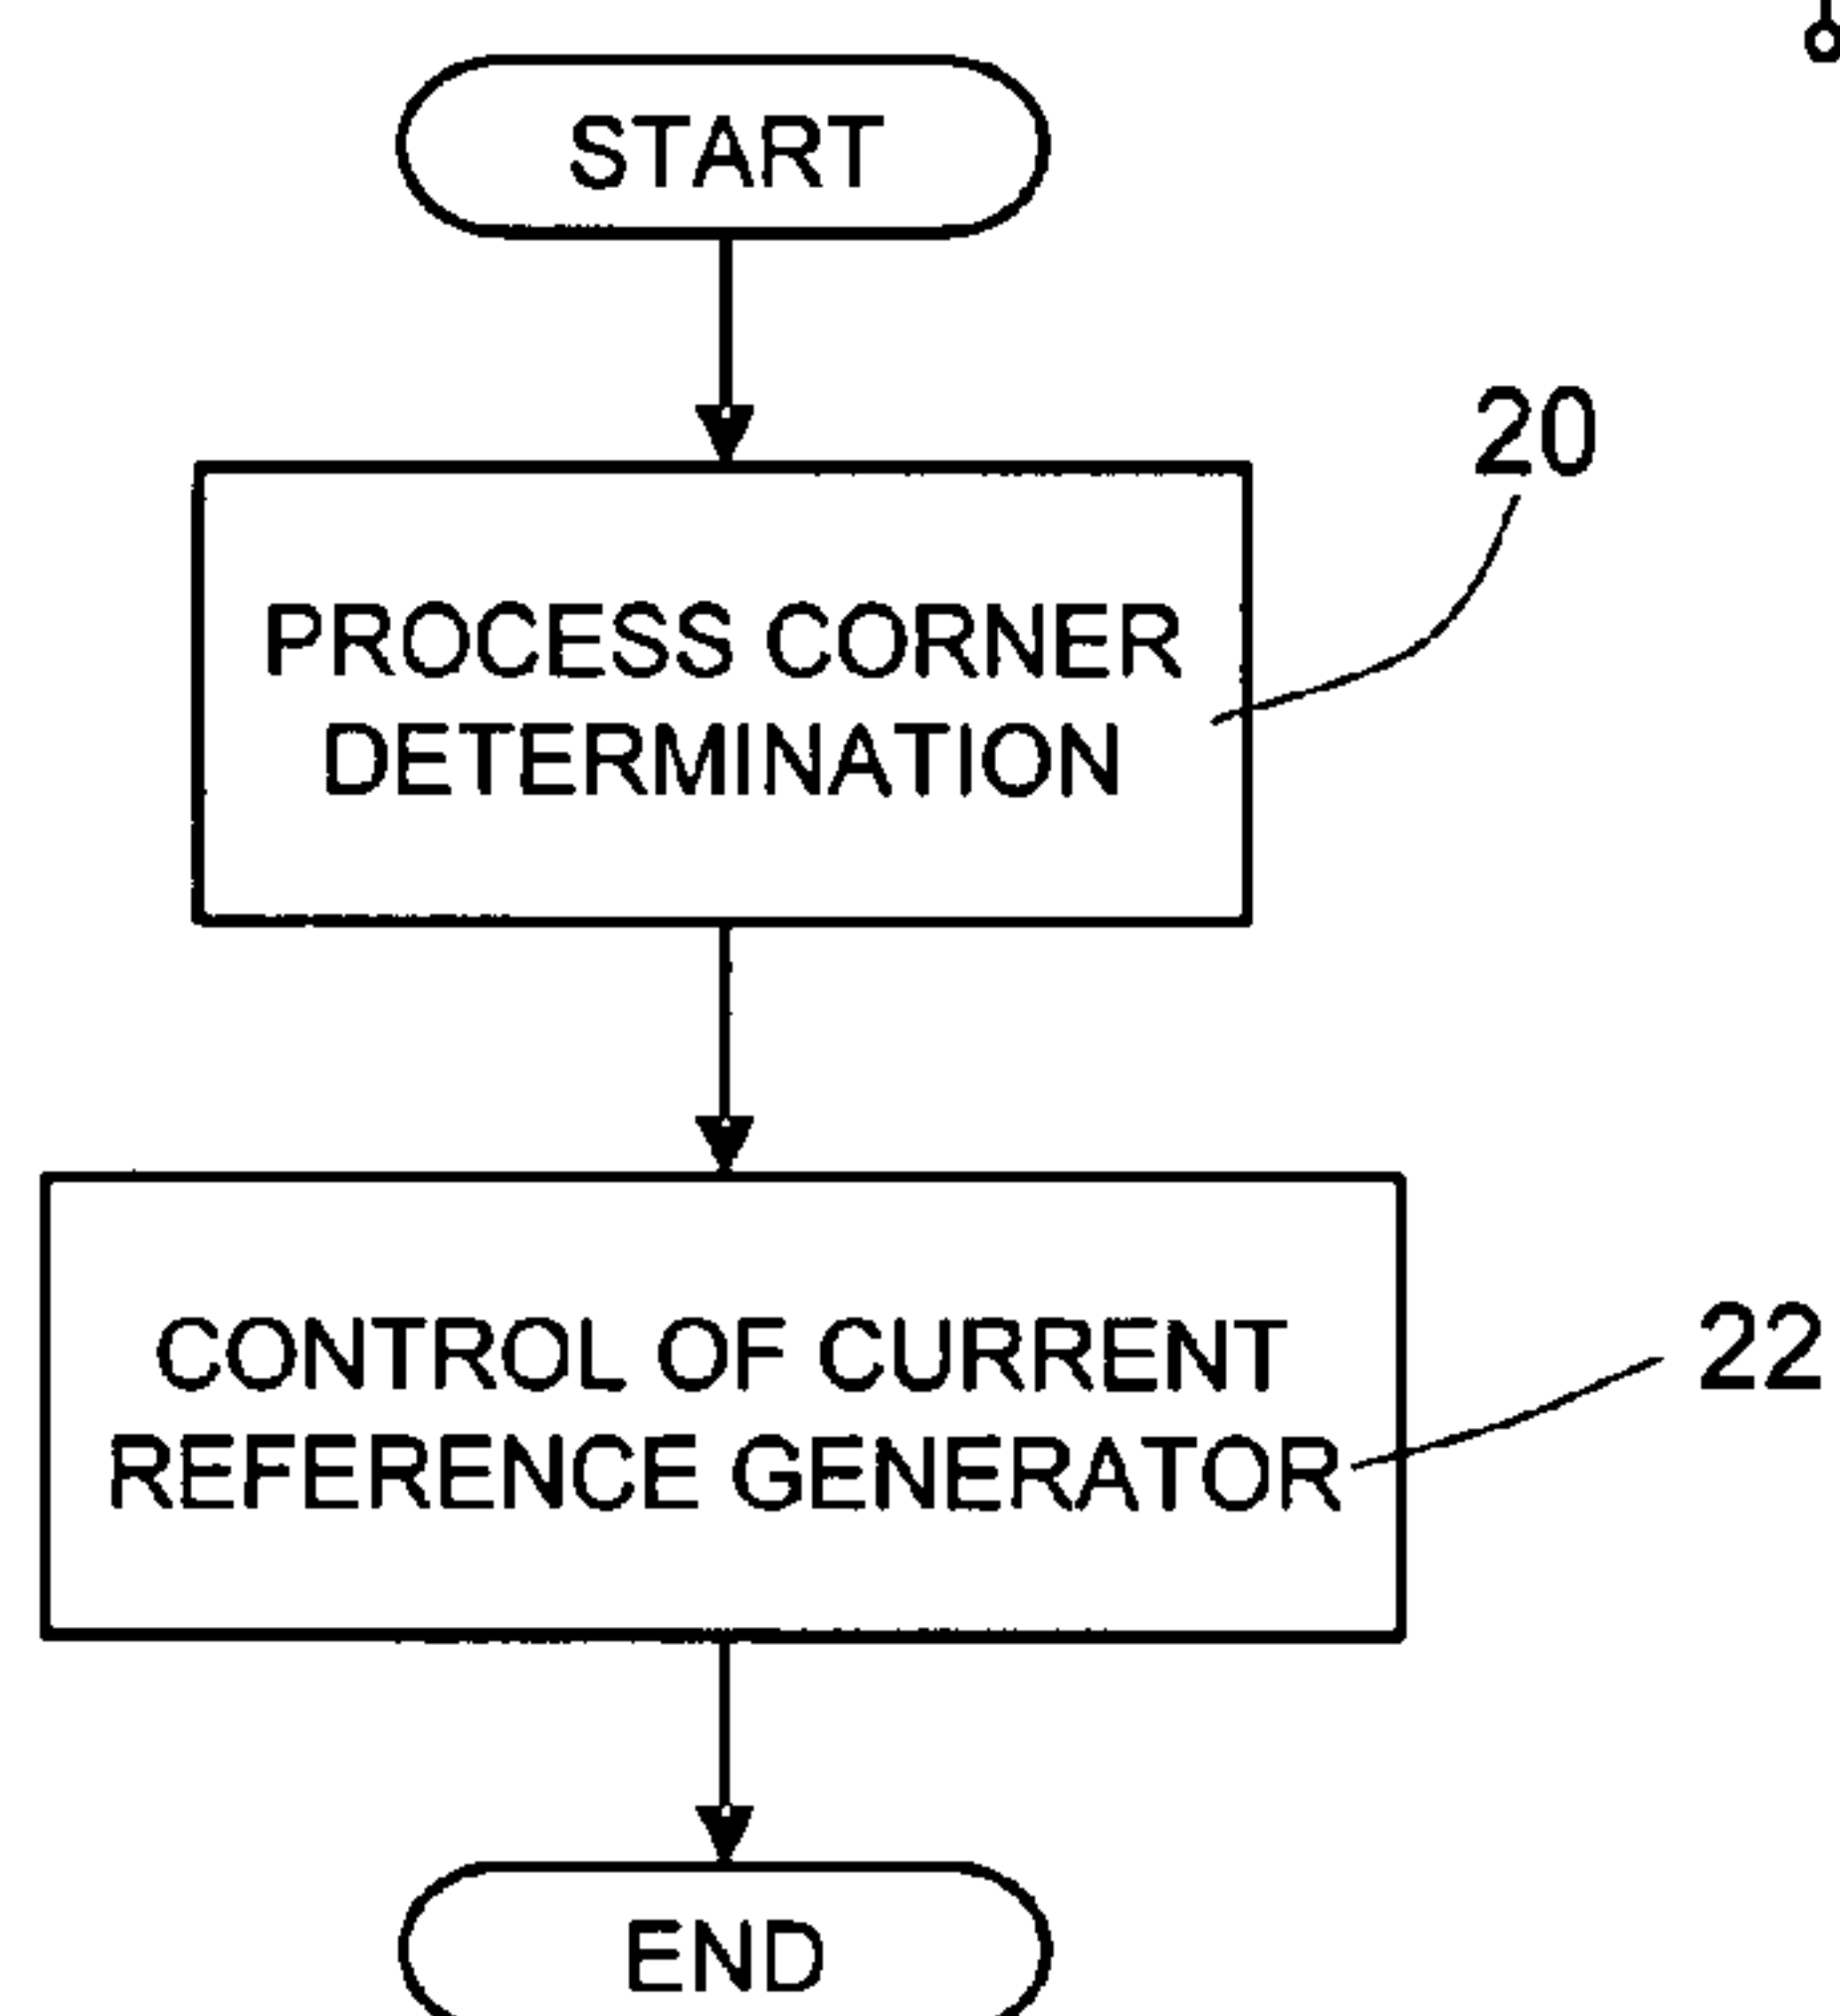 START
20
PROCESS CORNER
DETERMINATION
CONTROL OF CURRENT
22
REFERENCE GENERATOR
END